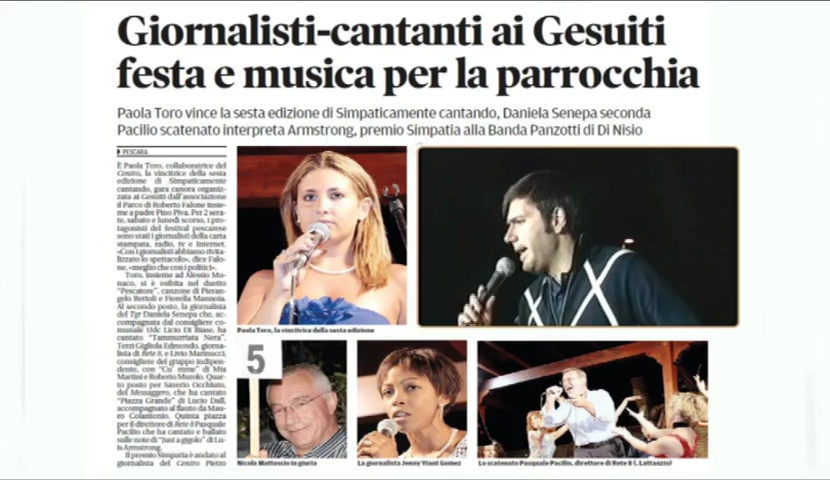 Giornalisti-cantanti ai Gesuiti
festa e musica per la parrocchia
Paola Toro vince la sesta edizione di Simpaticamente cantando, Daniela Senepa seconda
Pacilio scatenato interpreta Armstrong, premio Simpatia alla Banda Panzotti di Di Nisio
PESCARA
È Paola Toro, collaboratrice del
Centro, la vincitrice della sesta
edizione di Simpaticamente
cantando, gara canora organizz
ata ai Gesuiti dall'associazione
il Parco di Roberto Falone insie-
me a padre Pino Piva. Per 2 sera-
te, sabato e lunedì scorso, i pro-
tagonisti del festival pescarese
sono stati i giornalisti della carta
stampata, radio, tv e Internet.
«Con i giornalisti abbiamo rivita-
lizzato lo spettacolo», dice Falo-
ne, «meglio che con i politici».
Toro, insieme ad Alessio Mo-
naco, si è esibita nel duetto
"Pescatore", canzone di Pieran-
gelo Bertoli e Fiorella Mannoia.
Al secondo posto, la giornalista
del Tgr Daniela Senepa che, ac-
compagnata dal consigliere co-
munale Udc Licio Di Biase, ha
cantato "Tammurriata Nera".
Terzi Gigliola Edmondo, giorna-
lista di Rete 8, e Livio Marinucci,
consigliere del gruppo indipen-
dente, con "Cu' mme" di Mia
Martini e Roberto Murolo. Quar-
to posto per Saverio Occhiuto,
del Messaggero, che ha cantato
"Piazza Grande" di Lucio Dall,
accompagnato al flauto da Mau-
ro Colantonio. Quinta piazza
per il direttore di Rete 8 Pasquale
Pacilio che ha cantato e ballato
sulle note di "Just a gigolo" di Lu-
is Armstrong.
Il premio Simpatia è andato al
giornalista del Centro Pietro
Paola Toro, la vincitrice della sesta edizione
5
Nicola Mattoscio in giuria
La giornalista Jenny Viant Gomez
Lo scatenato Pasquale Pacilio, direttore di Rete 8 (. Lattanzio)